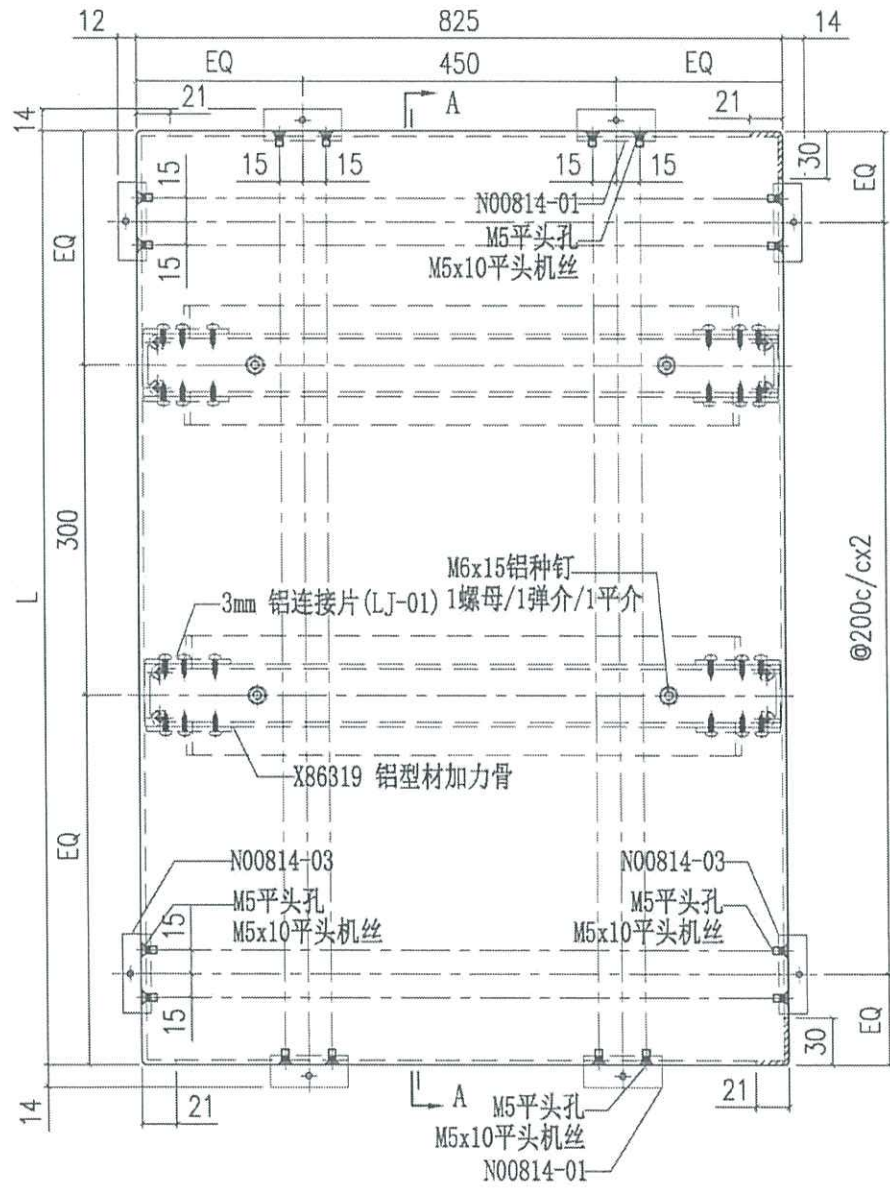 12
825
14
EQ
450
EQ
21
A
21
14
15
15
15
15
30
EQ
15
N00814-01
EQ
M5平头孔
15
M5x10平头机丝
300
M6x15铝种钉
3mm 铝连接片(LJ-01)
1螺母/1弹介/1平介
L
@200c/cx2
X86319 铝型材加力骨
EQ
N00814-03
N00814-03
M5平头孔
M5平头孔
15
M5x10平头机丝
M5x10平头机丝
15
30
EQ
14
21
A
21
M5平头孔
M5x10平头机丝
N00814-01